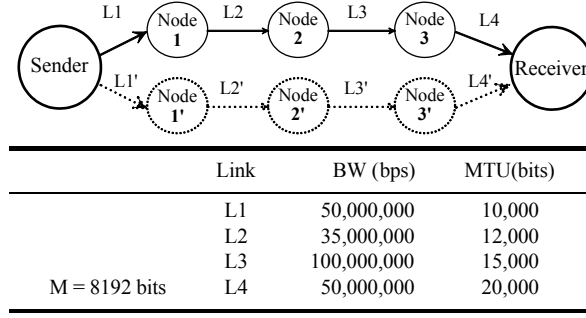 L1 Node 1 L2 Node 2 L3 Node 3 L4
Sender Receiver
L1' Node 1' L2' Node 2' L3' Node 3' L4'
Link BW (bps) MTU(bits)
L1 50,000,000 10,000
L2 35,000,000 12,000
L3 100,000,000 15,000
M = 8192 bits L4 50,000,000 20,000